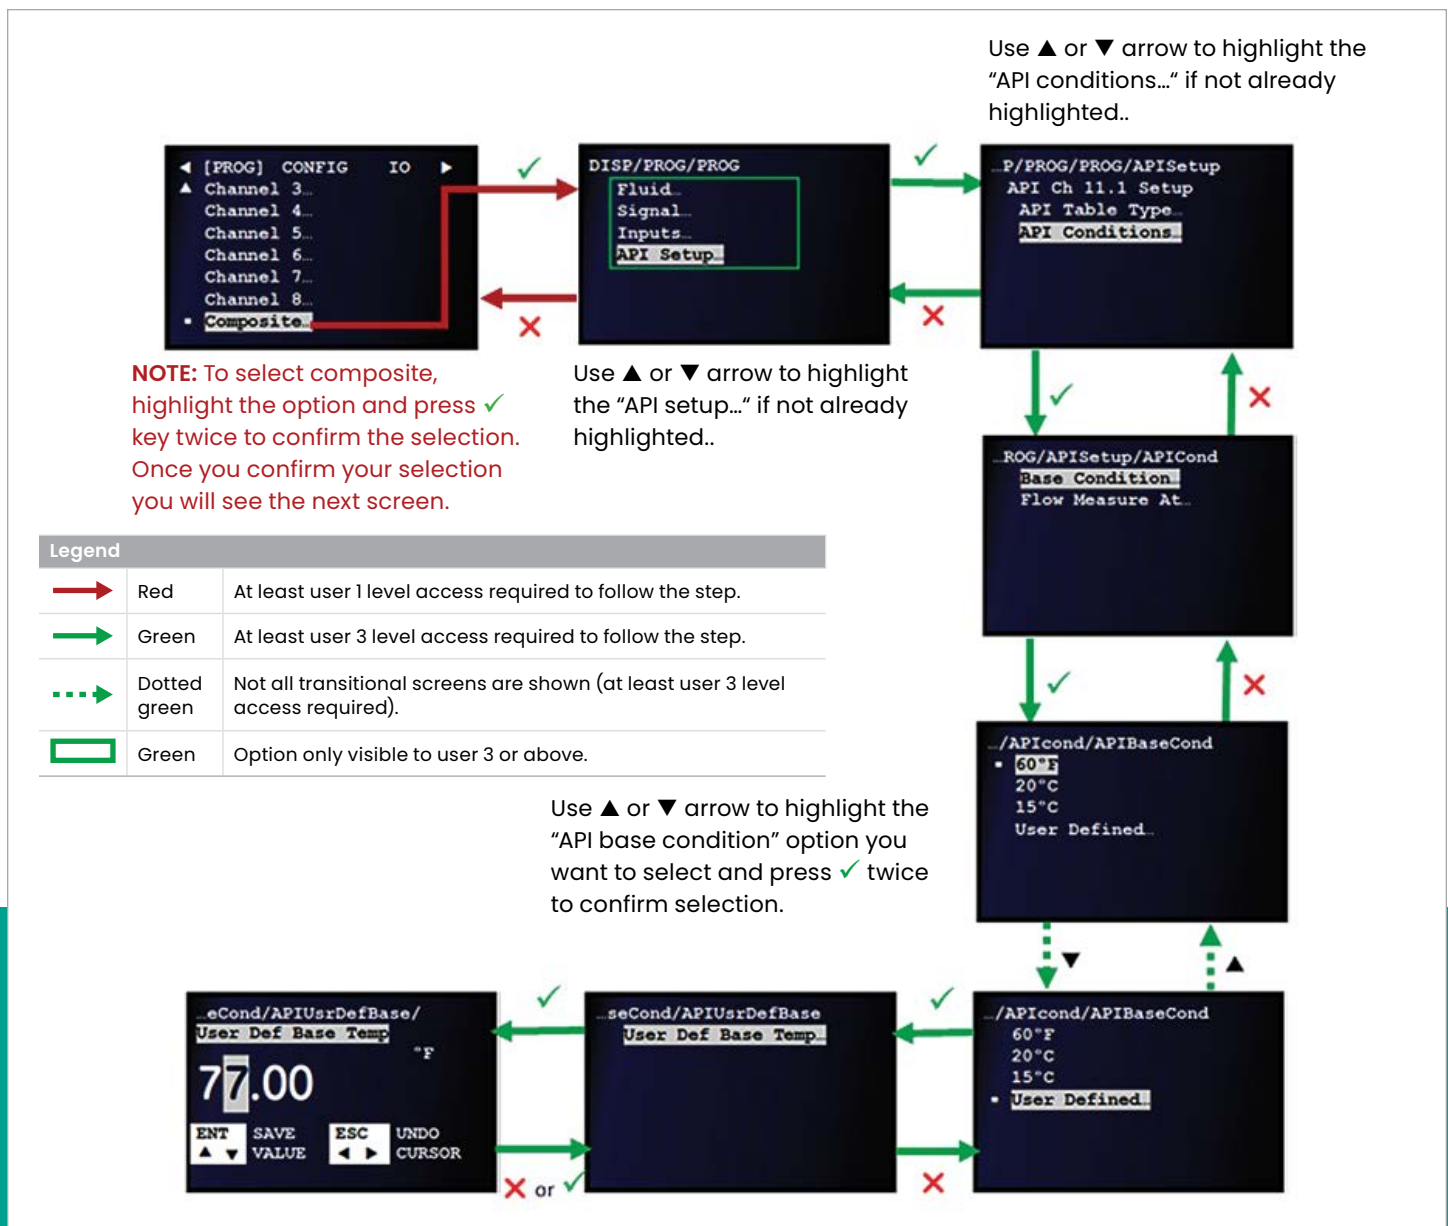 Use ▲ or ▼ arrow to highlight the
“API conditions...“ if not already
highlighted..
◄ [PROG] CONFIG IO ►
▲ Channel 3...
Channel 4...
Channel 5...
Channel 6...
Channel 7...
Channel 8...
▪ Composite...
✓
DISP/PROG/PROG
Fluid...
Signal...
Inputs...
API Setup...
✓
...P/PROG/PROG/APISetup
API Ch 11.1 Setup
API Table Type...
API Conditions...
✕
✕
NOTE: To select composite,
highlight the option and press ✓
key twice to confirm the selection.
Once you confirm your selection
you will see the next screen.
Use ▲ or ▼ arrow to highlight
the “API setup...“ if not already
highlighted..
✓
✕
...ROG/APISetup/APICond
Base Condition...
Flow Measure At...
Legend
Red At least user 1 level access required to follow the step.
Green At least user 3 level access required to follow the step.
Dotted green Not all transitional screens are shown (at least user 3 level
access required).
Green Option only visible to user 3 or above.
✓
✕
.../APIcond/APIBaseCond
▪ 60°F
20°C
15°C
User Defined...
Use ▲ or ▼ arrow to highlight the
“API base condition” option you
want to select and press ✓ twice
to confirm selection.
▼
▲
.../APIcond/APIBaseCond
60°F
20°C
15°C
▪ User Defined...
✓
✕
...seCond/APIUsrDefBase
User Def Base Temp...
✓
✕ or ✓
...eCond/APIUsrDefBase/
User Def Base Temp
°F
77.00
ENT SAVE ESC UNDO
▲ ▼ VALUE ◄ ► CURSOR